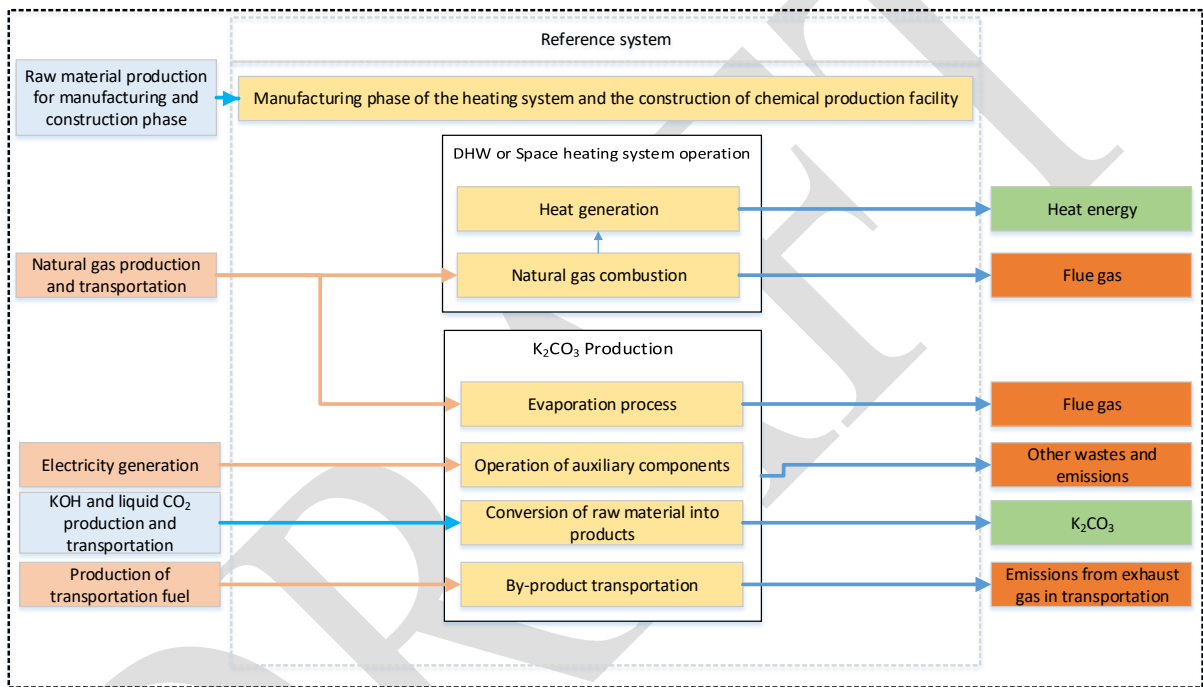 Reference system
Raw material production
for manufacturing and
construction phase
Manufacturing phase of the heating system and the construction of chemical production facility
DHW or Space heating system operation
Heat generation
Heat energy
Natural gas production
and transportation
Natural gas combustion
Flue gas
K₂CO₃ Production
Evaporation process
Flue gas
Electricity generation
Operation of auxiliary components
Other wastes and
emissions
KOH and liquid CO₂
production and
transportation
Conversion of raw material into
products
K₂CO₃
Production of
transportation fuel
By-product transportation
Emissions from exhaust
gas in transportation
DRAFT